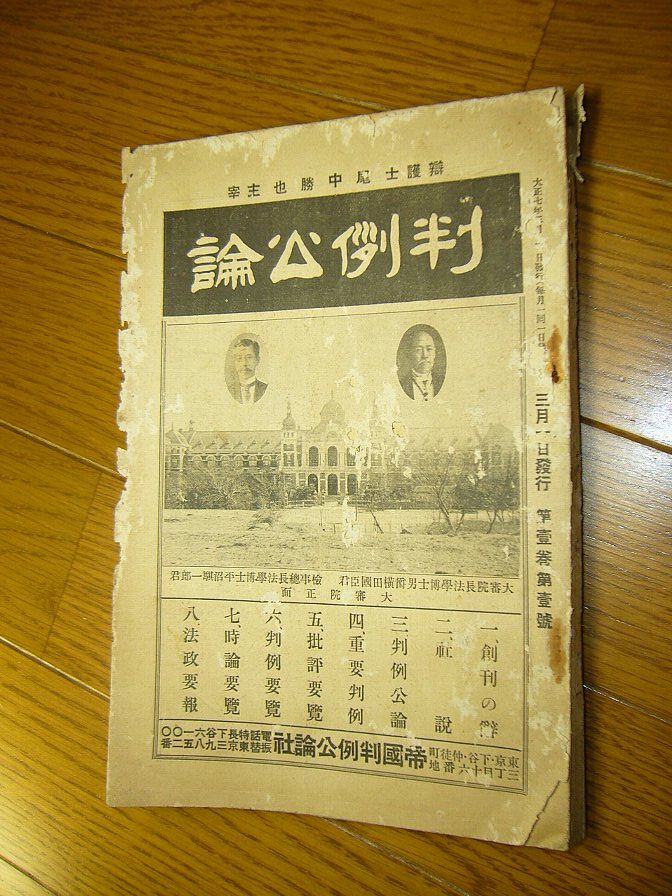 辯護士尾中勝也主宰
判例公論
三月一日發行 第壹卷第壹號
大審院長法學博士男爵横田國臣君 檢事總長法學博士平沼騏一郎君
大審院正面
一、創刊の辭
二、社説
三、判例公論
四、重要判例
五、批評要覽
六、判例要覽
七、時論要覽
八法政要報
東京・下谷・仲徒町
三丁目十六番地
帝國判例公論社
電話特長下谷六一〇〇
振替東京三九八五二番